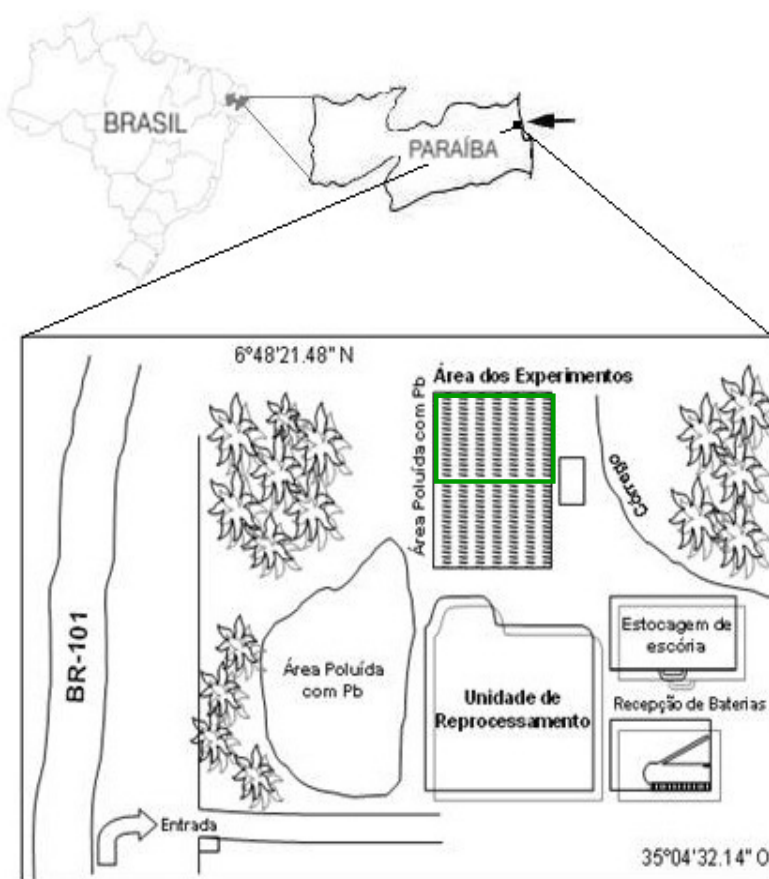 BRASIL
PARAÍBA
6°48'21.48" N
Área dos Experimentos
Área Poluída com Pb
Córrego
BR-101
Área Poluída
com Pb
Unidade de
Reprocessamento
Estocagem de
escória
Recepção de Baterias
Entrada
35°04'32.14" O